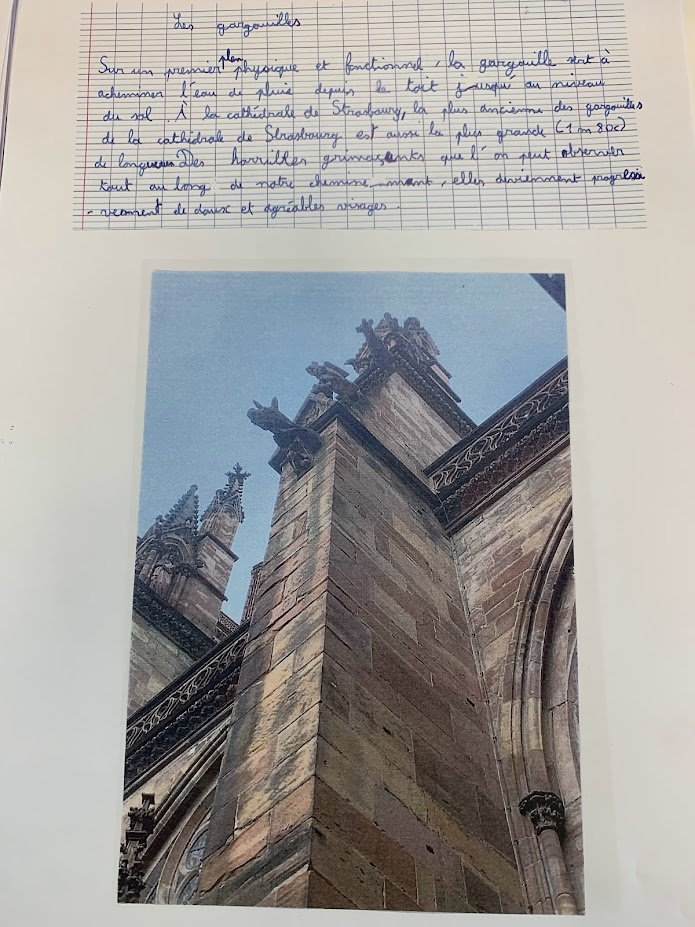 Les gargouilles
Sur un premier plan physique et fonctionnel, la gargouille sert à
acheminer l'eau de pluie depuis le toit jusqu'au niveau
du sol. À la cathédrale de Strasbourg, la plus ancienne des gargouilles
de la cathédrale de Strasbourg est aussi la plus grande (1m80)
de longueur. Des horribles grimaçants que l'on peut observer
tout au long de notre cheminement, elles deviennent progressi
-vement de doux et agréables visages.